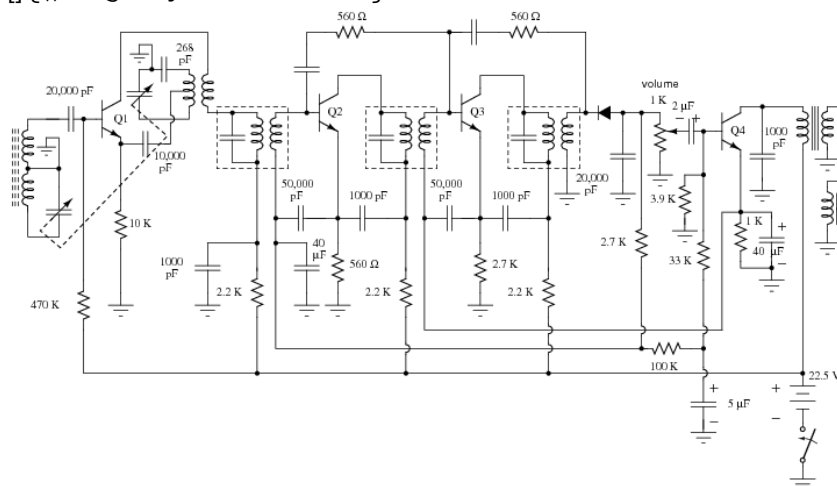 560 Ω
560 Ω
268
pF
volume
1 K
2 µF
20,000 pF
Q1
Q2
Q3
Q4
10,000
pF
1000
pF
20,000
pF
50,000
pF
1000 pF
50,000
pF
1000 pF
3.9 K
1 K
10 K
40
µF
560 Ω
2.7 K
2.7 K
33 K
40 µF
1000
pF
2.2 K
2.2 K
2.2 K
470 K
100 K
22.5 V
5 µF